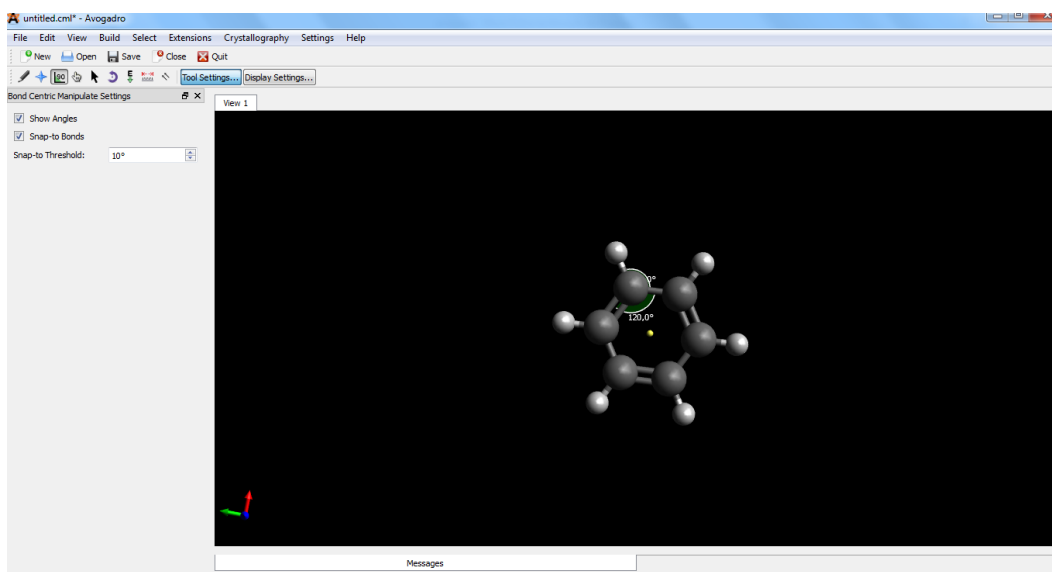 untitled.cml* - Avogadro
File Edit View Build Select Extensions Crystallography Settings Help
New Open Save Close Quit
90 E Tool Settings... Display Settings...
Bond Centric Manipulate Settings
View 1
Show Angles
Snap-to Bonds
Snap-to Threshold: 10°
120,0°
Messages